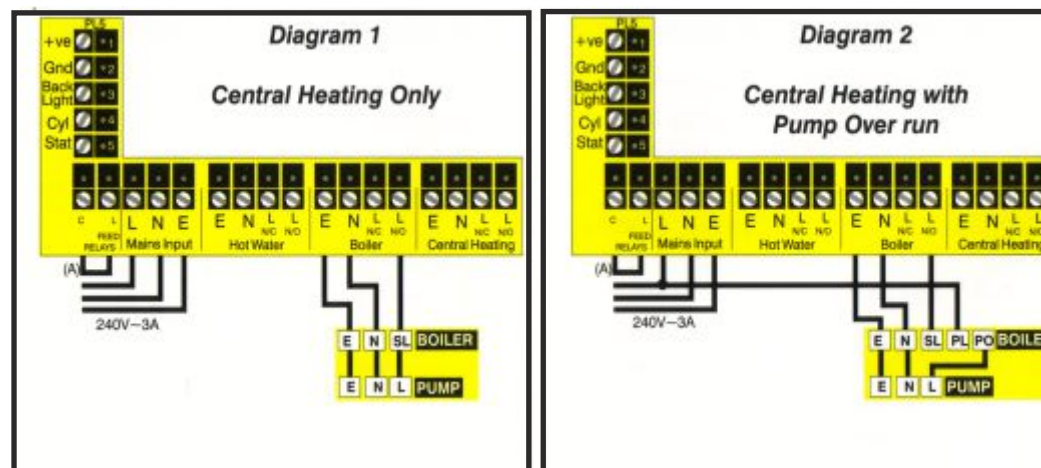 PL5
+ve
+1
Gnd
+2
Back
Light
+3
Cyl
+4
Stat
+5
Diagram 1
Central Heating Only
C L L N E E N L L E N L L E N L L
N/C N/O N/C N/O N/C N/O
FEED
RELAYS
Mains Input
Hot Water
Boiler
Central Heating
(A)
240V~3A
E N SL BOILER
E N L PUMP
PL5
+ve
+1
Gnd
+2
Back
Light
+3
Cyl
+4
Stat
+5
Diagram 2
Central Heating with
Pump Over run
C L L N E E N L L E N L L E N L L
N/C N/O N/C N/O N/C N/O
FEED
RELAYS
Mains Input
Hot Water
Boiler
Central Heating
(A)
240V~3A
E N SL PL PO BOILE
E N L PUMP